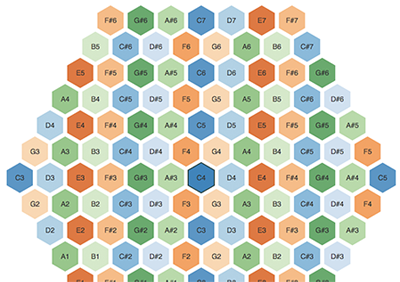 F#6 G#6 A#6 C7 D7 E7 F#7
B5 C#6 D#6 F6 G6 A6 B6 C#7
E5 F#5 G#5 A#5 C6 D6 E6 F#6 G#6
A4 B4 C#5 D#5 F5 G5 A5 B5 C#6 D#6
D4 E4 F#4 G#4 A#4 C5 D5 E5 F#5 G#5 A#5
G3 A3 B3 C#4 D#4 F4 G4 A4 B4 C#5 D#5 F5
C3 D3 E3 F#3 G#3 A#3 C4 D4 E4 F#4 G#4 A#4 C5
G2 A2 B2 C#3 D#3 F3 G3 A3 B3 C#4 D#4 F4
D2 E2 F#2 G#2 A#2 C3 D3 E3 F#3 G#3 A#3
A1 B1 C#2 D#2 F2 G2 A2 B2 C#3 D#3